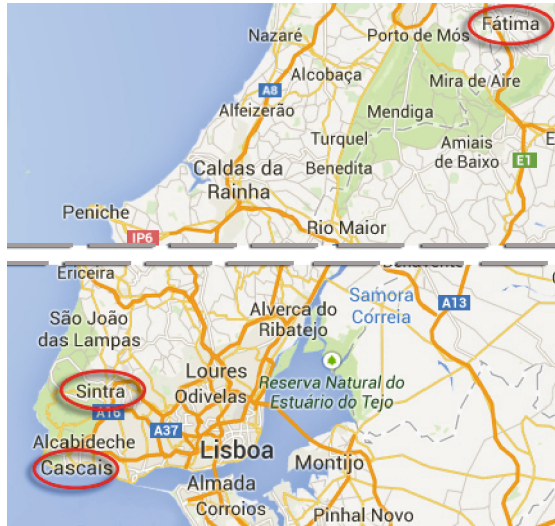 Nazaré
Porto de Mós
Fátima
Alcobaça
Mira de Aire
A8
Alfeizerão
Mendiga
Turquel
Amiais
de Baixo
E1
Caldas da
Rainha
Benedita
Peniche
IP6
Rio Maior
Ericeira
São João
das Lampas
Alverca do
Ribatejo
Samora
Correia
A13
Sintra
Loures
Odivelas
Reserva Natural do
Estuário do Tejo
A16
A37
Alcabideche
Lisboa
Cascais
Montijo
Almada
Corroios
Pinhal Novo